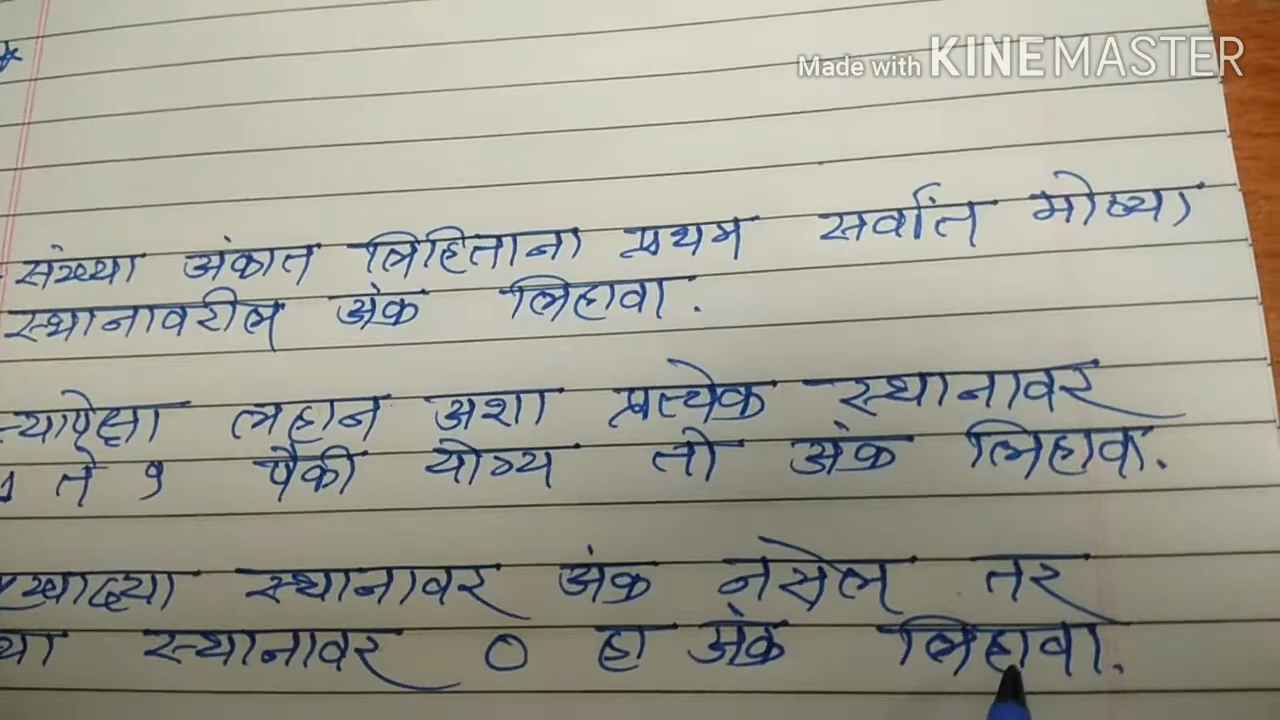 Made with KINEMASTER
संख्या अंकात लिहिताना प्रथम सर्वांत मोठ्या
स्थानावरील अंक लिहावा.
त्यापेक्षा लहान अशा प्रत्येक स्थानावर
1 ते 9 पैकी योग्य तो अंक लिहावा.
एखाद्या स्थानावर अंक नसेल तर
त्या स्थानावर 0 हा अंक लिहावा.